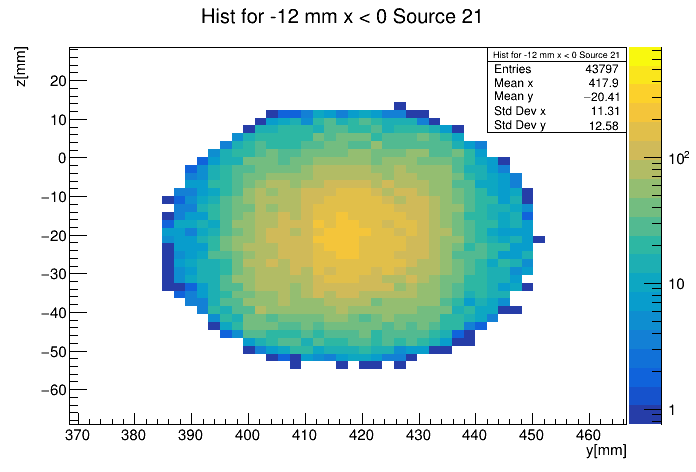 Hist for -12 mm x < 0 Source 21
z[mm]
Hist for -12 mm x < 0 Source 21
Entries 43797
Mean x 417.9
Mean y −20.41
Std Dev x 11.31
Std Dev y 12.58
20
10
0
−10
−20
−30
−40
−50
−60
10²
10
1
370 380 390 400 410 420 430 440 450 460
y[mm]